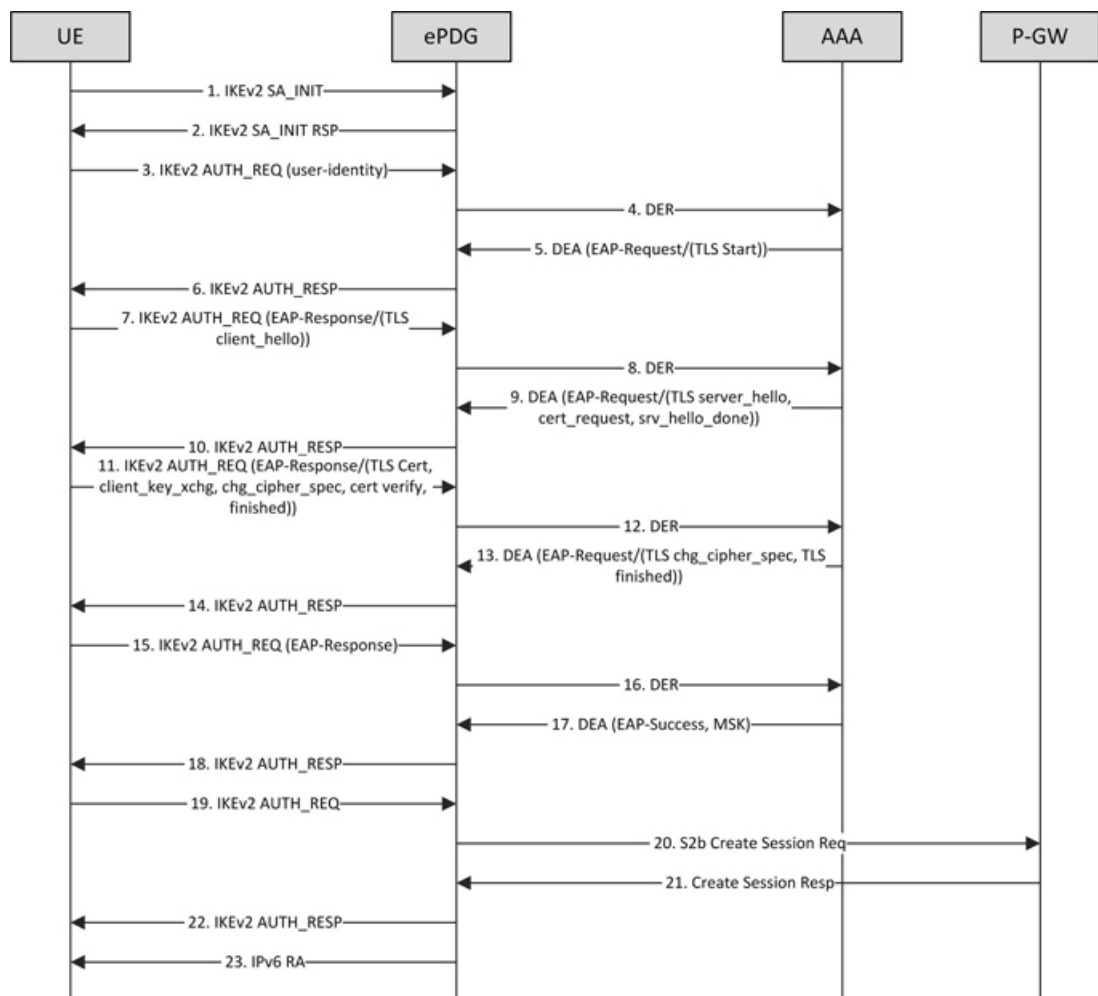 UE
ePDG
AAA
P-GW
1. IKEv2 SA_INIT
2. IKEv2 SA_INIT RSP
3. IKEv2 AUTH_REQ (user-identity)
4. DER
5. DEA (EAP-Request/(TLS Start))
6. IKEv2 AUTH_RESP
7. IKEv2 AUTH_REQ (EAP-Response/(TLS
client_hello))
8. DER
9. DEA (EAP-Request/(TLS server_hello,
cert_request, srv_hello_done))
10. IKEv2 AUTH_RESP
11. IKEv2 AUTH_REQ (EAP-Response/(TLS Cert,
client_key_xchg, chg_cipher_spec, cert verify,
finished))
12. DER
13. DEA (EAP-Request/(TLS chg_cipher_spec, TLS
finished))
14. IKEv2 AUTH_RESP
15. IKEv2 AUTH_REQ (EAP-Response)
16. DER
17. DEA (EAP-Success, MSK)
18. IKEv2 AUTH_RESP
19. IKEv2 AUTH_REQ
20. S2b Create Session Req
21. Create Session Resp
22. IKEv2 AUTH_RESP
23. IPv6 RA